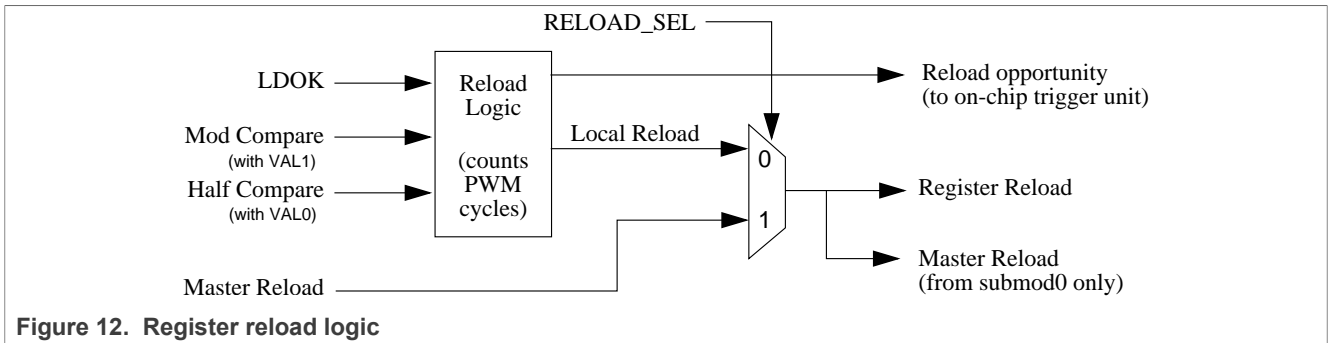 RELOAD_SEL
LDOK
Mod Compare
(with VAL1)
Half Compare
(with VAL0)
Master Reload
Reload
Logic
(counts
PWM
cycles)
Local Reload
0
1
Reload opportunity
(to on-chip trigger unit)
Register Reload
Master Reload
(from submod0 only)
Figure 12. Register reload logic